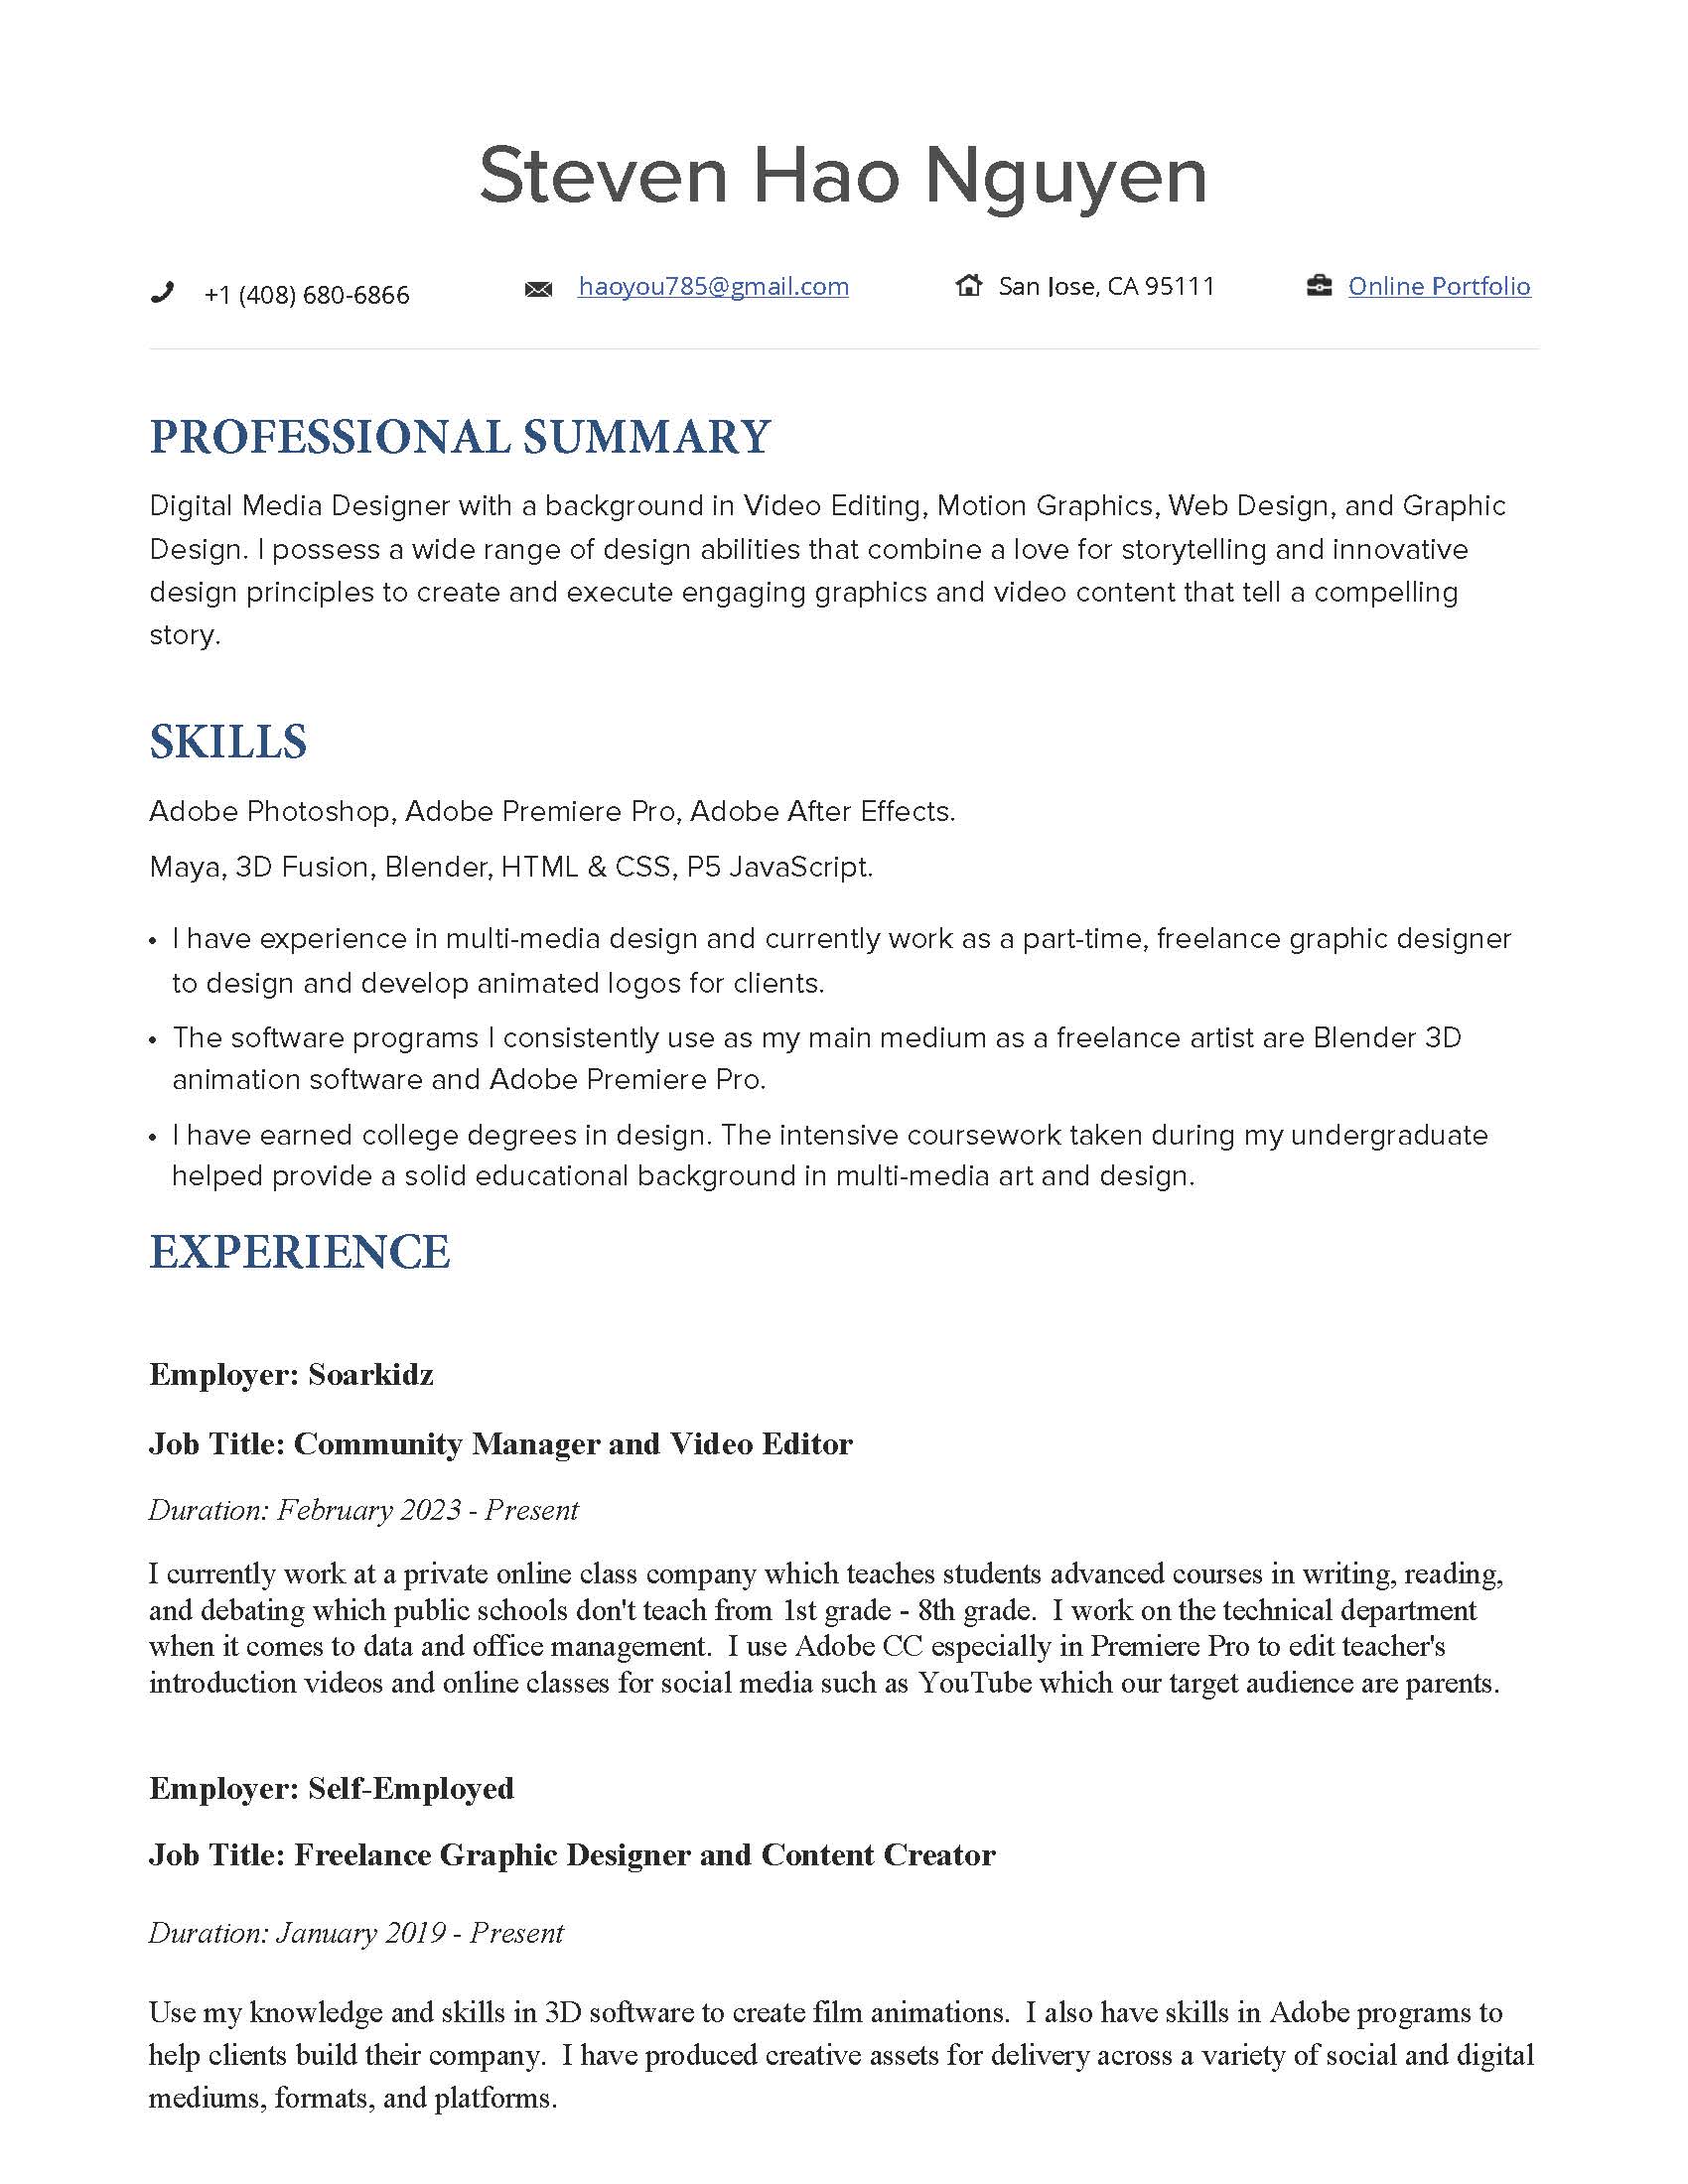 Steven Hao Nguyen
+1 (408) 680-6866 haoyou785@gmail.com San Jose, CA 95111 Online Portfolio
PROFESSIONAL SUMMARY
Digital Media Designer with a background in Video Editing, Motion Graphics, Web Design, and Graphic
Design. I possess a wide range of design abilities that combine a love for storytelling and innovative
design principles to create and execute engaging graphics and video content that tell a compelling
story.
SKILLS
Adobe Photoshop, Adobe Premiere Pro, Adobe After Effects.
Maya, 3D Fusion, Blender, HTML & CSS, P5 JavaScript.
• I have experience in multi-media design and currently work as a part-time, freelance graphic designer
to design and develop animated logos for clients.
• The software programs I consistently use as my main medium as a freelance artist are Blender 3D
animation software and Adobe Premiere Pro.
• I have earned college degrees in design. The intensive coursework taken during my undergraduate
helped provide a solid educational background in multi-media art and design.
EXPERIENCE
Employer: Soarkidz
Job Title: Community Manager and Video Editor
Duration: February 2023 - Present
I currently work at a private online class company which teaches students advanced courses in writing, reading,
and debating which public schools don't teach from 1st grade - 8th grade.  I work on the technical department
when it comes to data and office management.  I use Adobe CC especially in Premiere Pro to edit teacher's
introduction videos and online classes for social media such as YouTube which our target audience are parents.
Employer: Self-Employed
Job Title: Freelance Graphic Designer and Content Creator
Duration: January 2019 - Present
Use my knowledge and skills in 3D software to create film animations.  I also have skills in Adobe programs to
help clients build their company.  I have produced creative assets for delivery across a variety of social and digital
mediums, formats, and platforms.